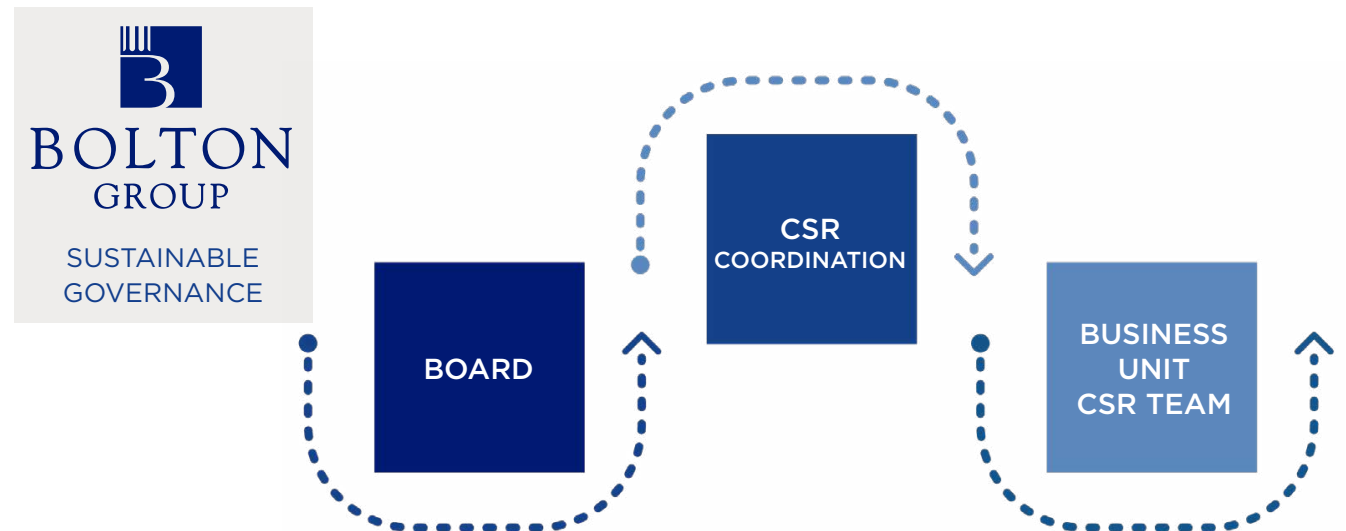 BOLTON
GROUP
SUSTAINABLE
GOVERNANCE
BOARD
CSR
COORDINATION
BUSINESS
UNIT
CSR TEAM